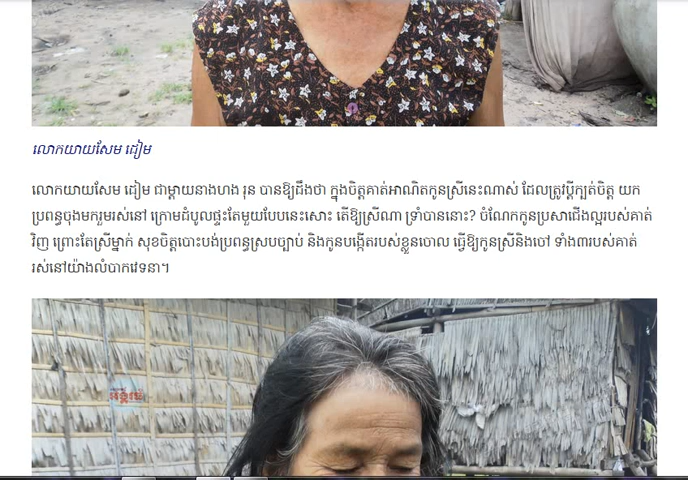 លោកយាយសែម ដៀម
លោកយាយសែម ដៀម ជាម្ដាយនាងហង រុន បានឱ្យដឹងថា ក្នុងចិត្តគាត់អាណិតកូនស្រីនេះណាស់ ដែលត្រូវប្ដីក្បត់ចិត្ត យក
ប្រពន្ធចុងមករួមរស់នៅ ក្រោមដំបូលផ្ទះតែមួយបែបនេះសោះ តើឱ្យស្រីណា ទ្រាំបាននោះ? ចំណែកកូនប្រសាជើងល្អរបស់គាត់
វិញ ព្រោះតែស្រីម្នាក់ សុខចិត្តបោះបង់ប្រពន្ធស្របច្បាប់ និងកូនបង្កើតរបស់ខ្លួនចោល ធ្វើឱ្យកូនស្រីនិងចៅ ទាំង៣របស់គាត់
រស់នៅយ៉ាងលំបាកវេទនា។